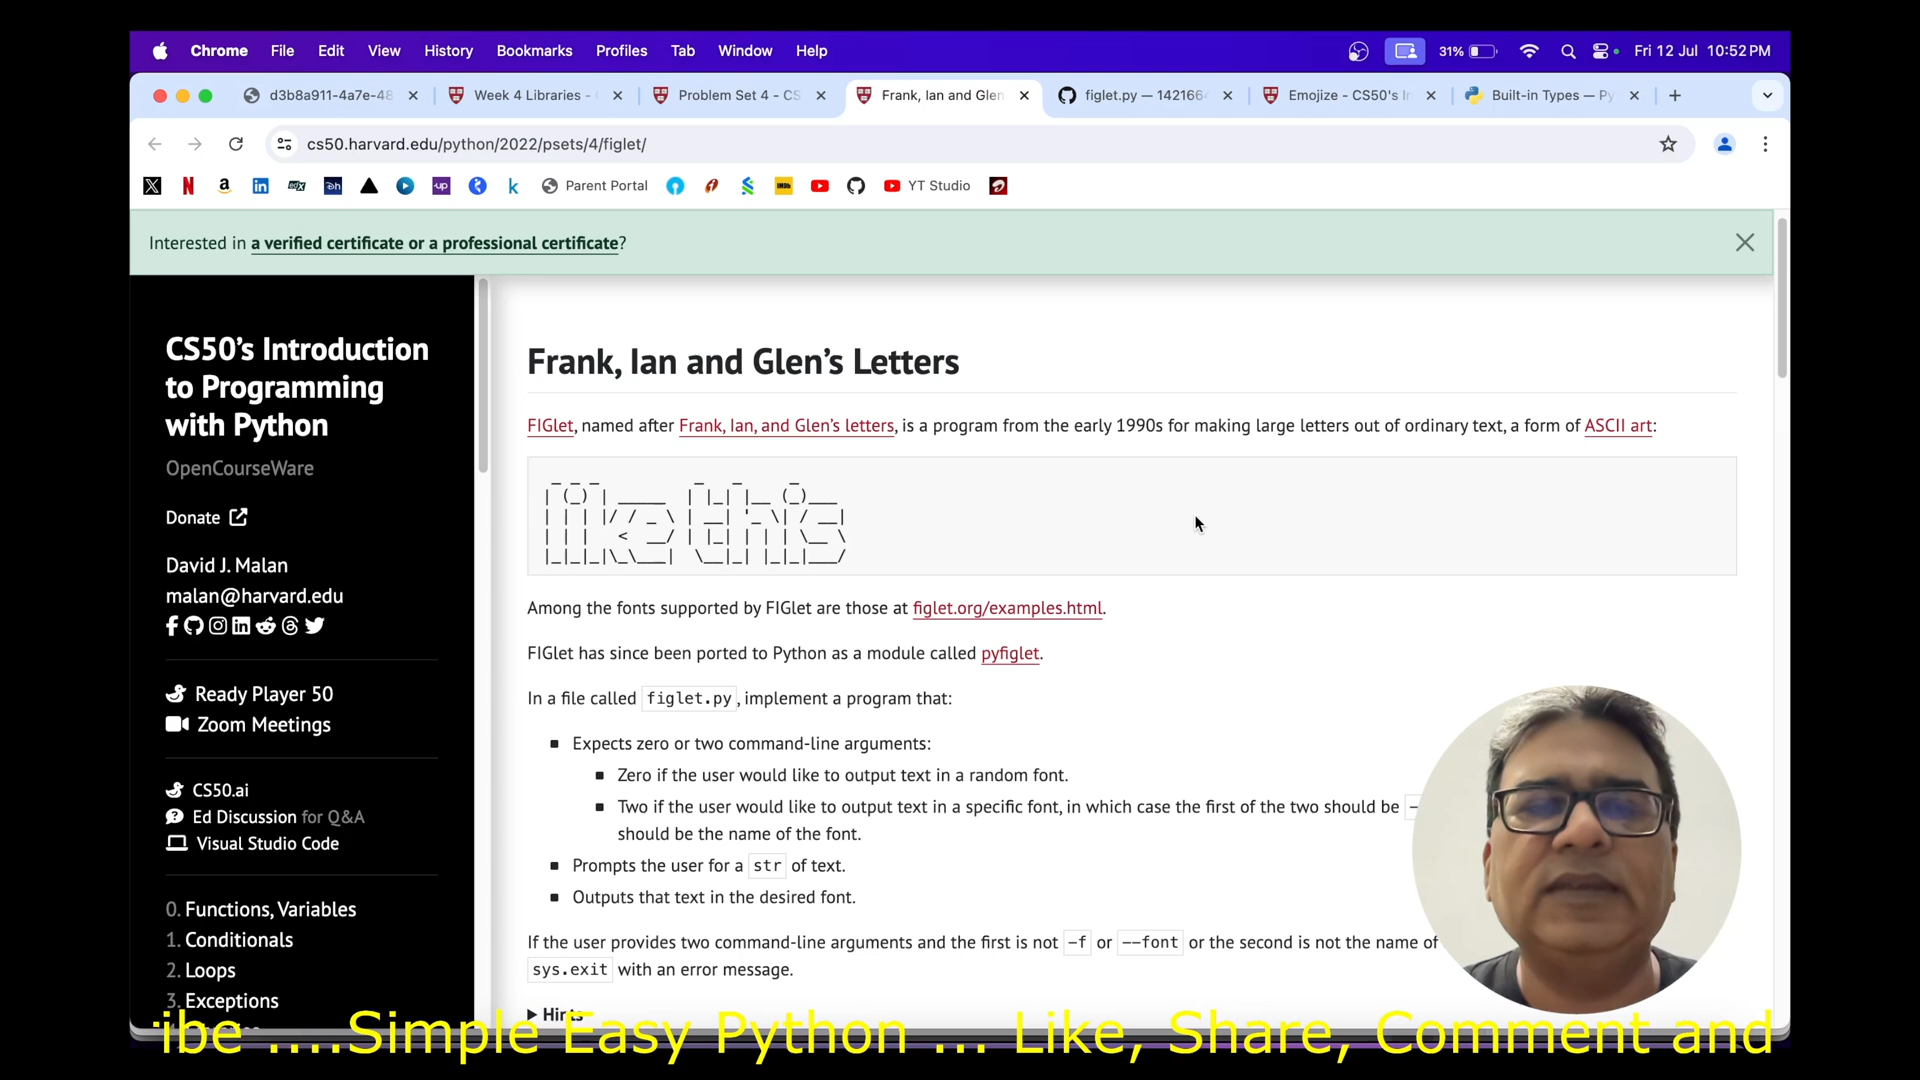 Chrome File Edit View History Bookmarks Profiles Tab Window Help 31% Fri 12 Jul 10:52 PM
d3b8a911-4a7e-48 Week 4 Libraries - Problem Set 4 - CS Frank, Ian and Glen figlet.py — 142166 Emojize - CS50's In Built-in Types — Py
cs50.harvard.edu/python/2022/psets/4/figlet/
Parent Portal YT Studio
Interested in a verified certificate or a professional certificate?
CS50’s Introduction
to Programming
with Python
OpenCourseWare
Donate
David J. Malan
malan@harvard.edu
Ready Player 50
Zoom Meetings
CS50.ai
Ed Discussion for Q&A
Visual Studio Code
0. Functions, Variables
1. Conditionals
2. Loops
3. Exceptions
Frank, Ian and Glen’s Letters
FIGlet, named after Frank, Ian, and Glen’s letters, is a program from the early 1990s for making large letters out of ordinary text, a form of ASCII art:
like this
Among the fonts supported by FIGlet are those at figlet.org/examples.html.
FIGlet has since been ported to Python as a module called pyfiglet.
In a file called figlet.py, implement a program that:
Expects zero or two command-line arguments:
Zero if the user would like to output text in a random font.
Two if the user would like to output text in a specific font, in which case the first of the two should be -
should be the name of the font.
Prompts the user for a str of text.
Outputs that text in the desired font.
If the user provides two command-line arguments and the first is not -f or --font or the second is not the name of
sys.exit with an error message.
Hints
ibe ....Simple Easy Python ... Like, Share, Comment and